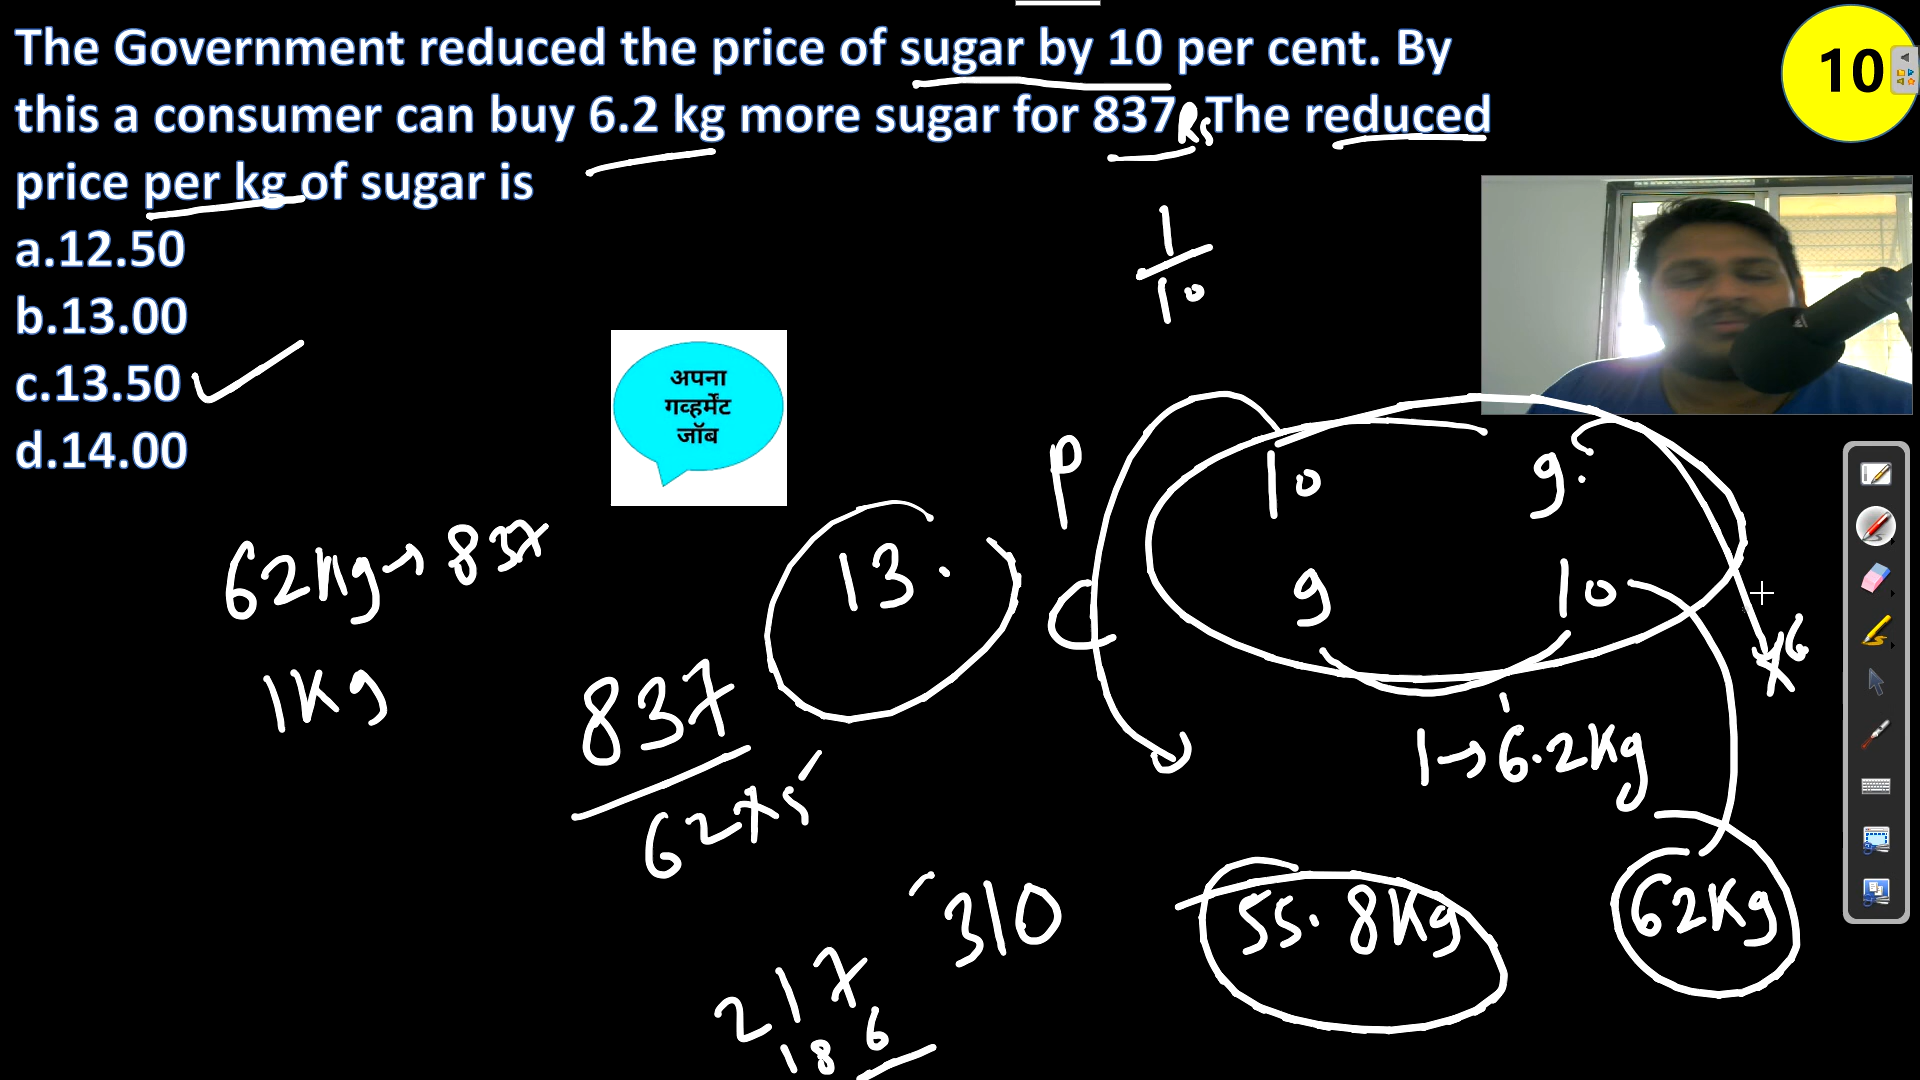 The Government reduced the price of sugar by 10 per cent. By
this a consumer can buy 6.2 kg more sugar for 837 Rs The reduced
price per kg of sugar is
a.12.50
b.13.00
c.13.50
d.14.00
10
1
10
अपना
गव्हर्मेंट
जॉब
P 10 9
C 9 10
1→6.2Kg
55.8Kg
62Kg
62Kg→837
1Kg
13.
837
62
310
217
186